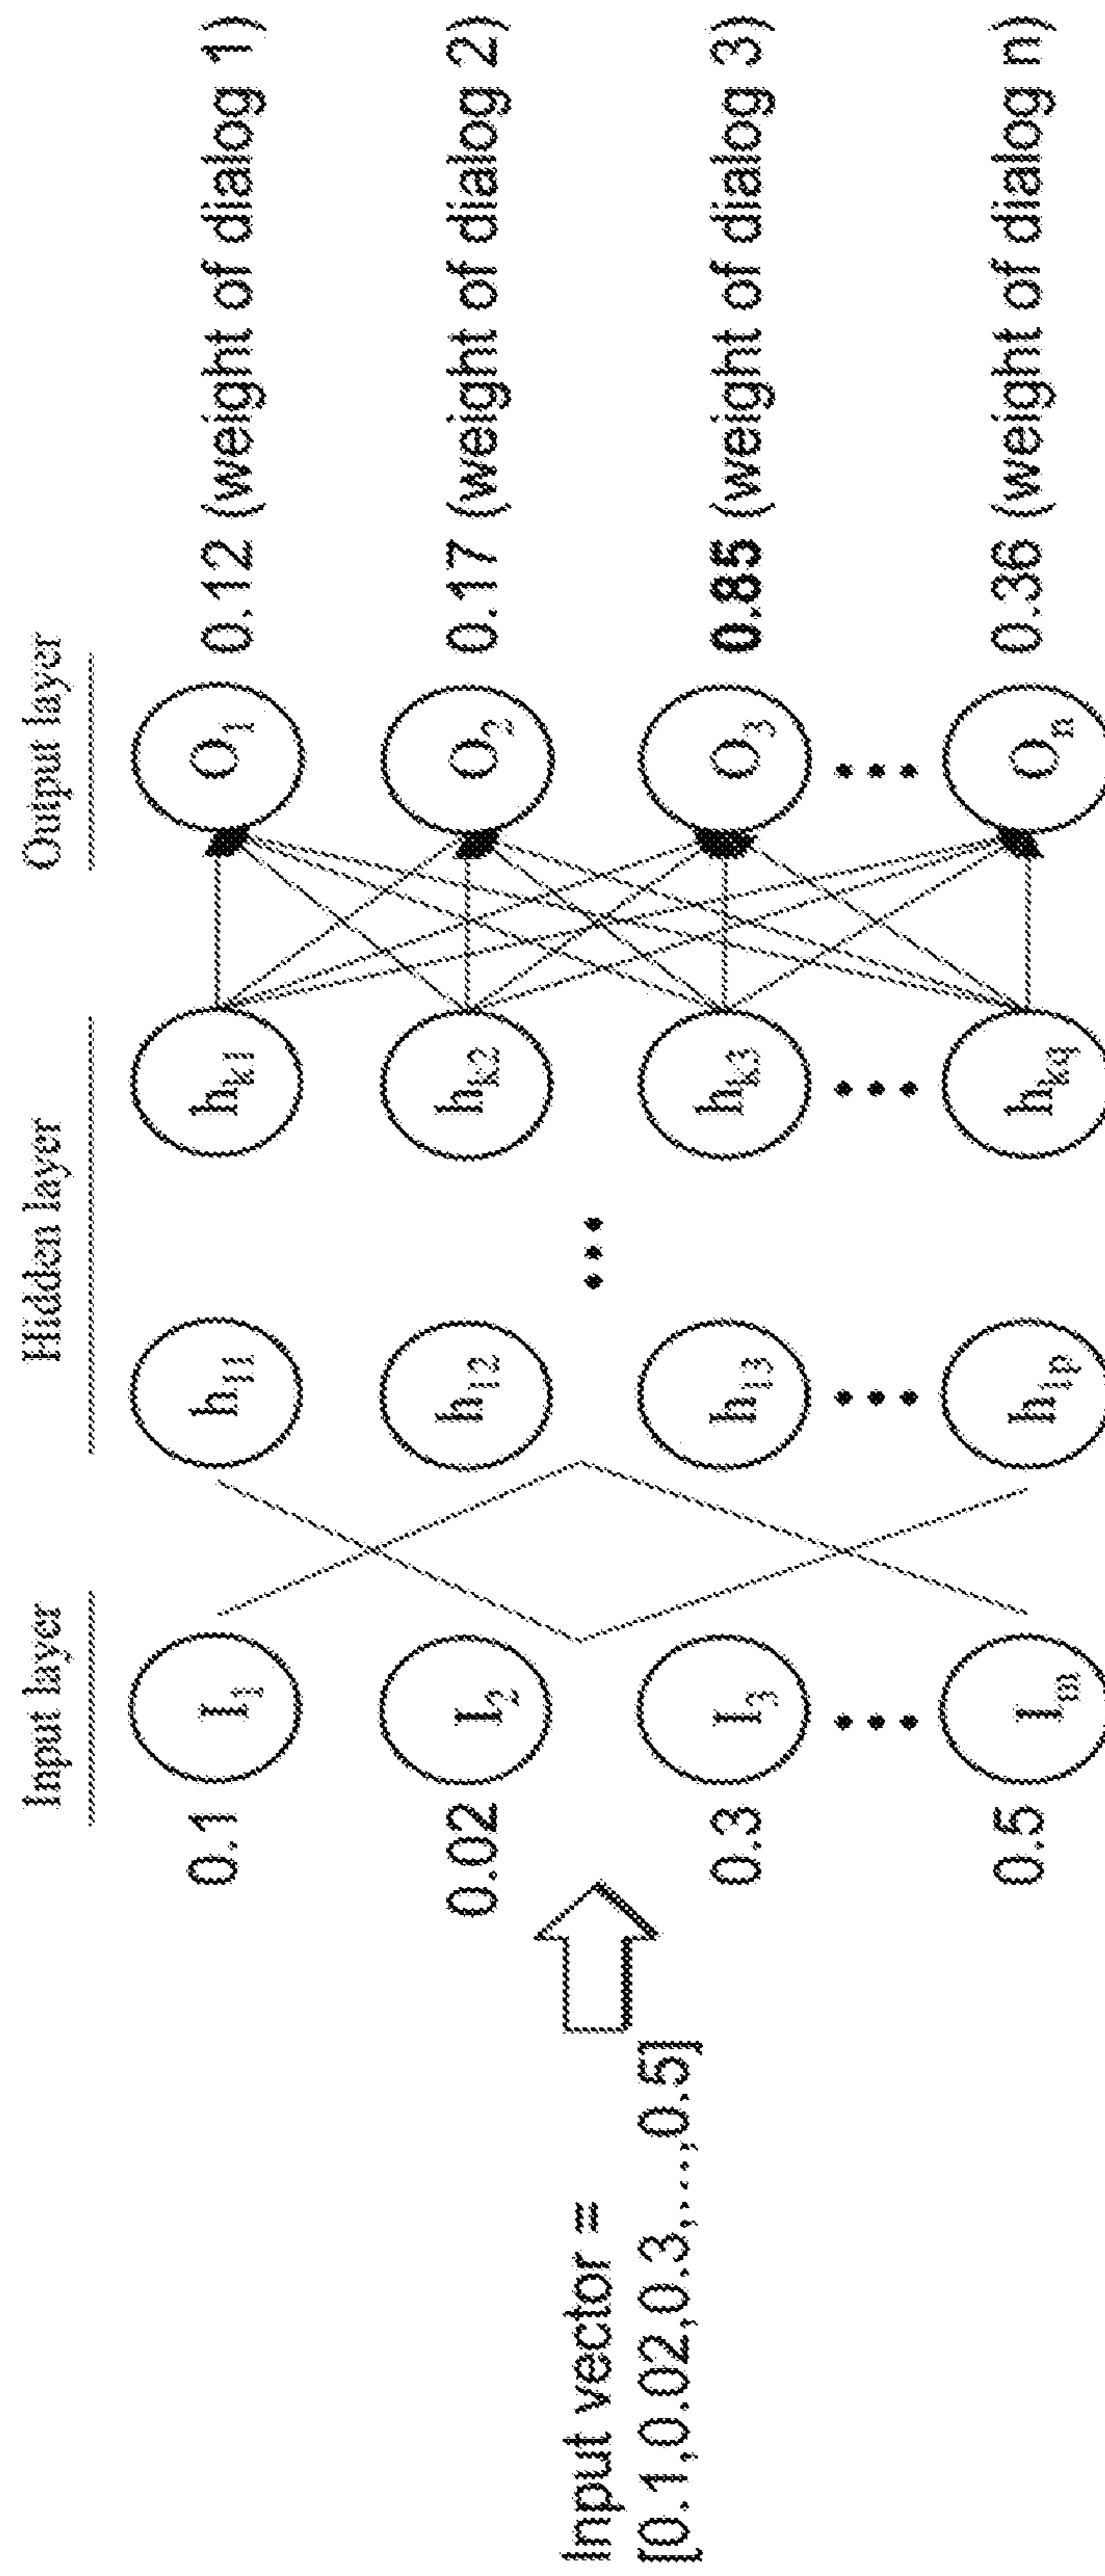 Input layer
Hidden layer
Output layer
0.1
I1
h11
hk1
O1
0.12 (weight of dialog 1)
0.02
I2
h12
hk2
O2
0.17 (weight of dialog 2)
Input vector =
[0.1,0.02,0.3,...,0.5]
...
0.3
I3
h13
hk3
O3
0.85 (weight of dialog 3)
0.5
Im
h1p
hkq
On
0.36 (weight of dialog n)